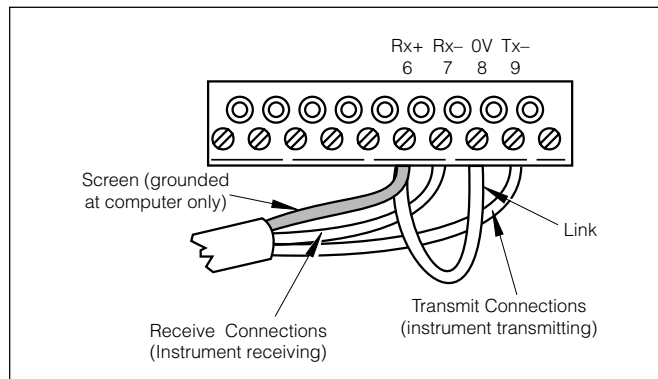 Rx+ Rx– 0V Tx–
6 7 8 9
Screen (grounded
at computer only)
Link
Transmit Connections
(instrument transmitting)
Receive Connections
(Instrument receiving)